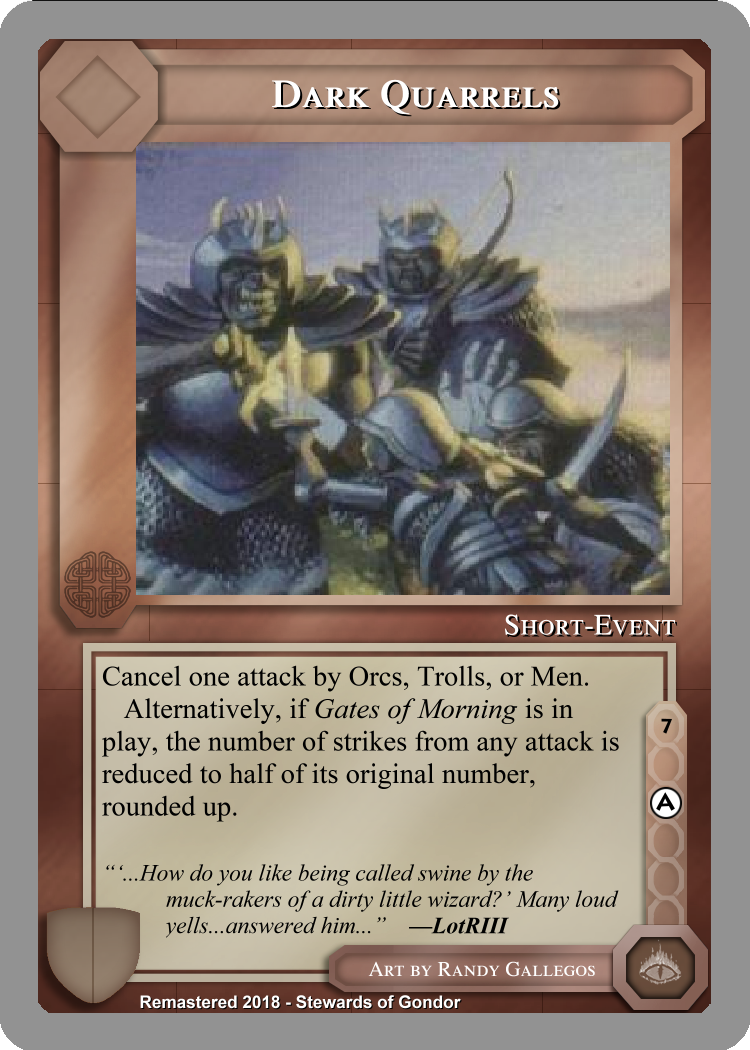 Dark Quarrels
Short-Event
Cancel one attack by Orcs, Trolls, or Men.
Alternatively, if Gates of Morning is in
play, the number of strikes from any attack is
reduced to half of its original number,
rounded up.
7
A
“‘...How do you like being called swine by the
muck-rakers of a dirty little wizard?’ Many loud
yells...answered him...” —LotRIII
Art by Randy Gallegos
Remastered 2018 - Stewards of Gondor